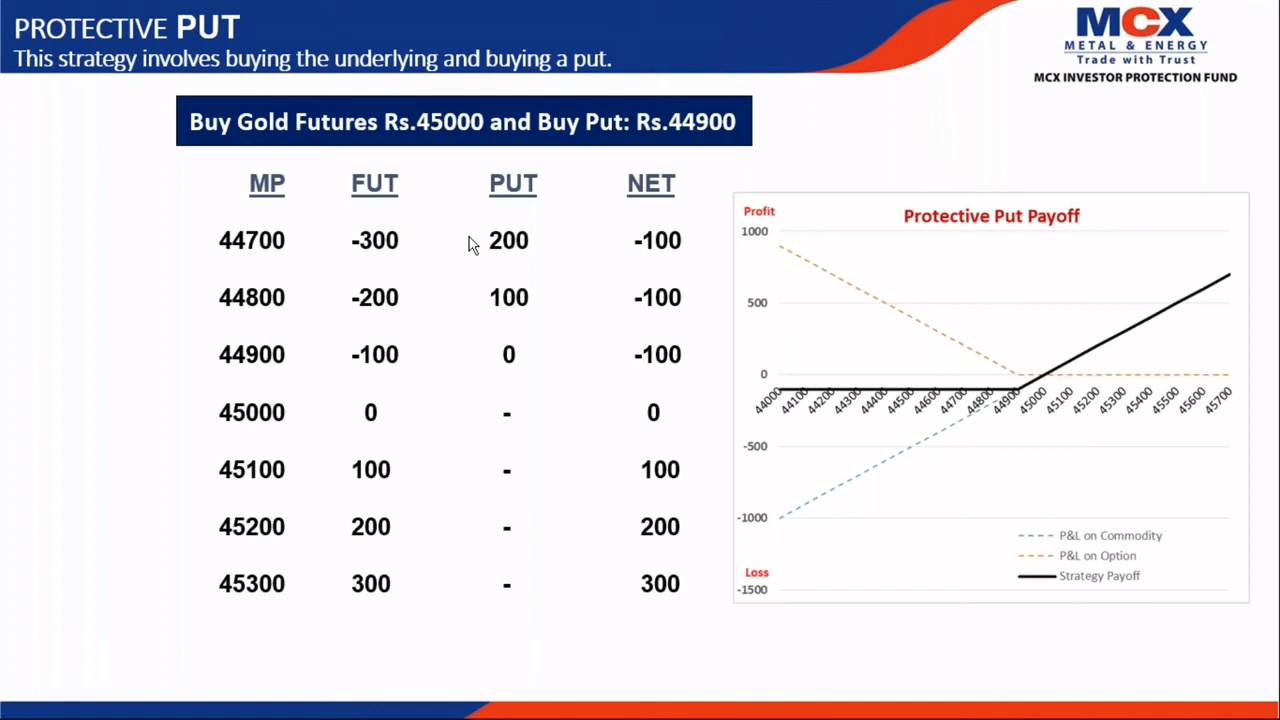 PROTECTIVE PUT
This strategy involves buying the underlying and buying a put.
MCX
METAL & ENERGY
Trade with Trust
MCX INVESTOR PROTECTION FUND
Buy Gold Futures Rs.45000 and Buy Put: Rs.44900
MP FUT PUT NET
44700 -300 200 -100
44800 -200 100 -100
44900 -100 0 -100
45000 0 - 0
45100 100 - 100
45200 200 - 200
45300 300 - 300
Profit
Protective Put Payoff
1000
500
0
44000 44100 44200 44300 44400 44500 44600 44700 44800 44900 45000 45100 45200 45300 45400 45500 45600 45700
-500
-1000
P&L on Commodity
P&L on Option
Loss
Strategy Payoff
-1500